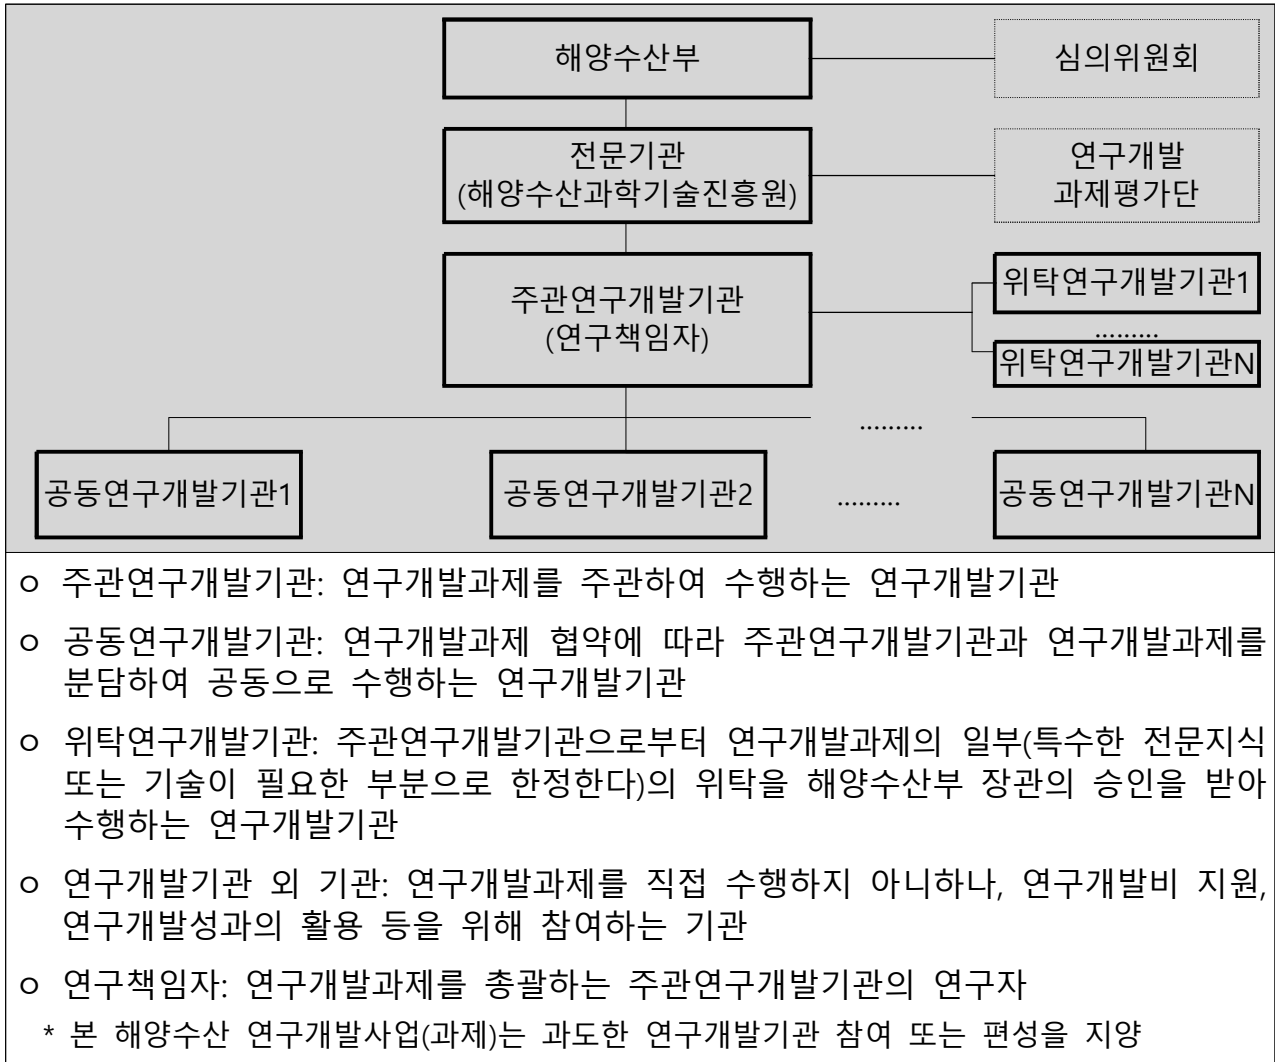 해양수산부
심의위원회
전문기관
(해양수산과학기술진흥원)
연구개발
과제평가단
주관연구개발기관
(연구책임자)
위탁연구개발기관1
.........
위탁연구개발기관N
.........
공동연구개발기관1
공동연구개발기관2
.........
공동연구개발기관N
ㅇ 주관연구개발기관: 연구개발과제를 주관하여 수행하는 연구개발기관
ㅇ 공동연구개발기관: 연구개발과제 협약에 따라 주관연구개발기관과 연구개발과제를
분담하여 공동으로 수행하는 연구개발기관
ㅇ 위탁연구개발기관: 주관연구개발기관으로부터 연구개발과제의 일부(특수한 전문지식
또는 기술이 필요한 부분으로 한정한다)의 위탁을 해양수산부 장관의 승인을 받아
수행하는 연구개발기관
ㅇ 연구개발기관 외 기관: 연구개발과제를 직접 수행하지 아니하나, 연구개발비 지원,
연구개발성과의 활용 등을 위해 참여하는 기관
ㅇ 연구책임자: 연구개발과제를 총괄하는 주관연구개발기관의 연구자
* 본 해양수산 연구개발사업(과제)는 과도한 연구개발기관 참여 또는 편성을 지양